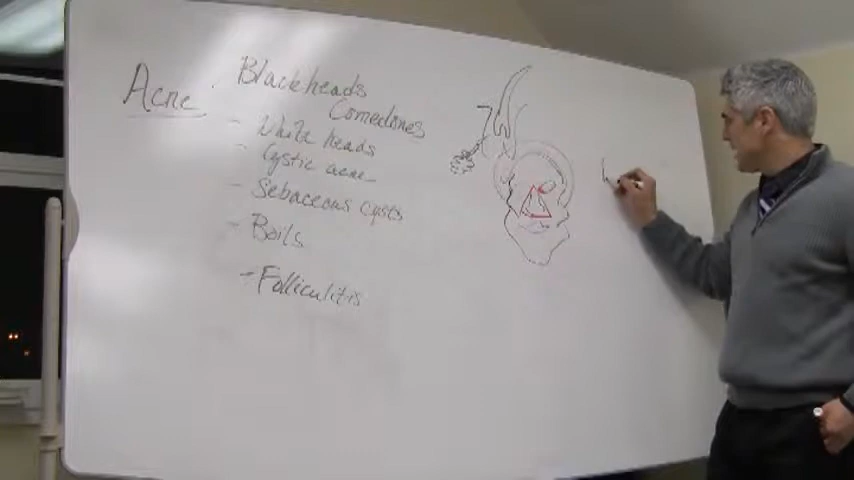 Acne
Blackheads
Comedones
- White heads
- Cystic acne
- Sebaceous cysts
- Boils
- Folliculitis